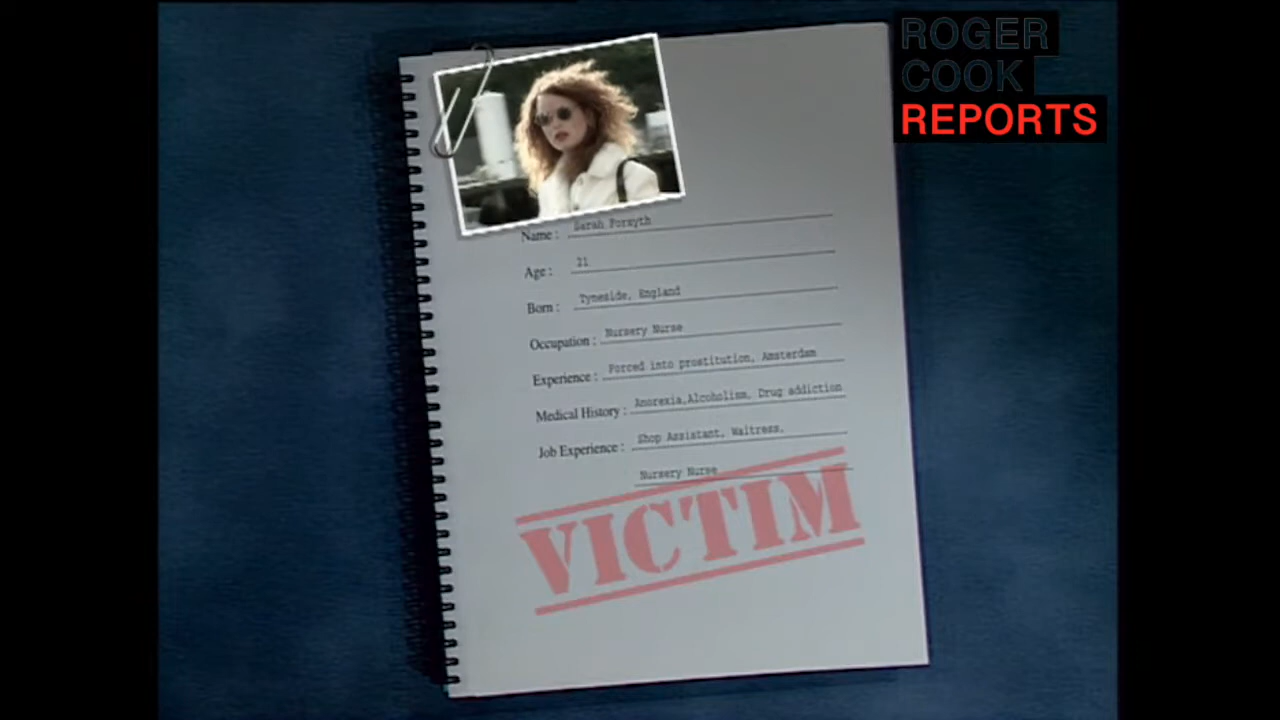 ROGER
COOK
REPORTS
Name : Sarah Forsyth
Age : 21
Born : Tyneside, England
Occupation : Nursery Nurse
Experience : Forced into prostitution, Amsterdam
Medical History : Anorexia,Alcoholism, Drug addiction
Job Experience : Shop Assistant, Waitress,
Nursery Nurse
VICTIM